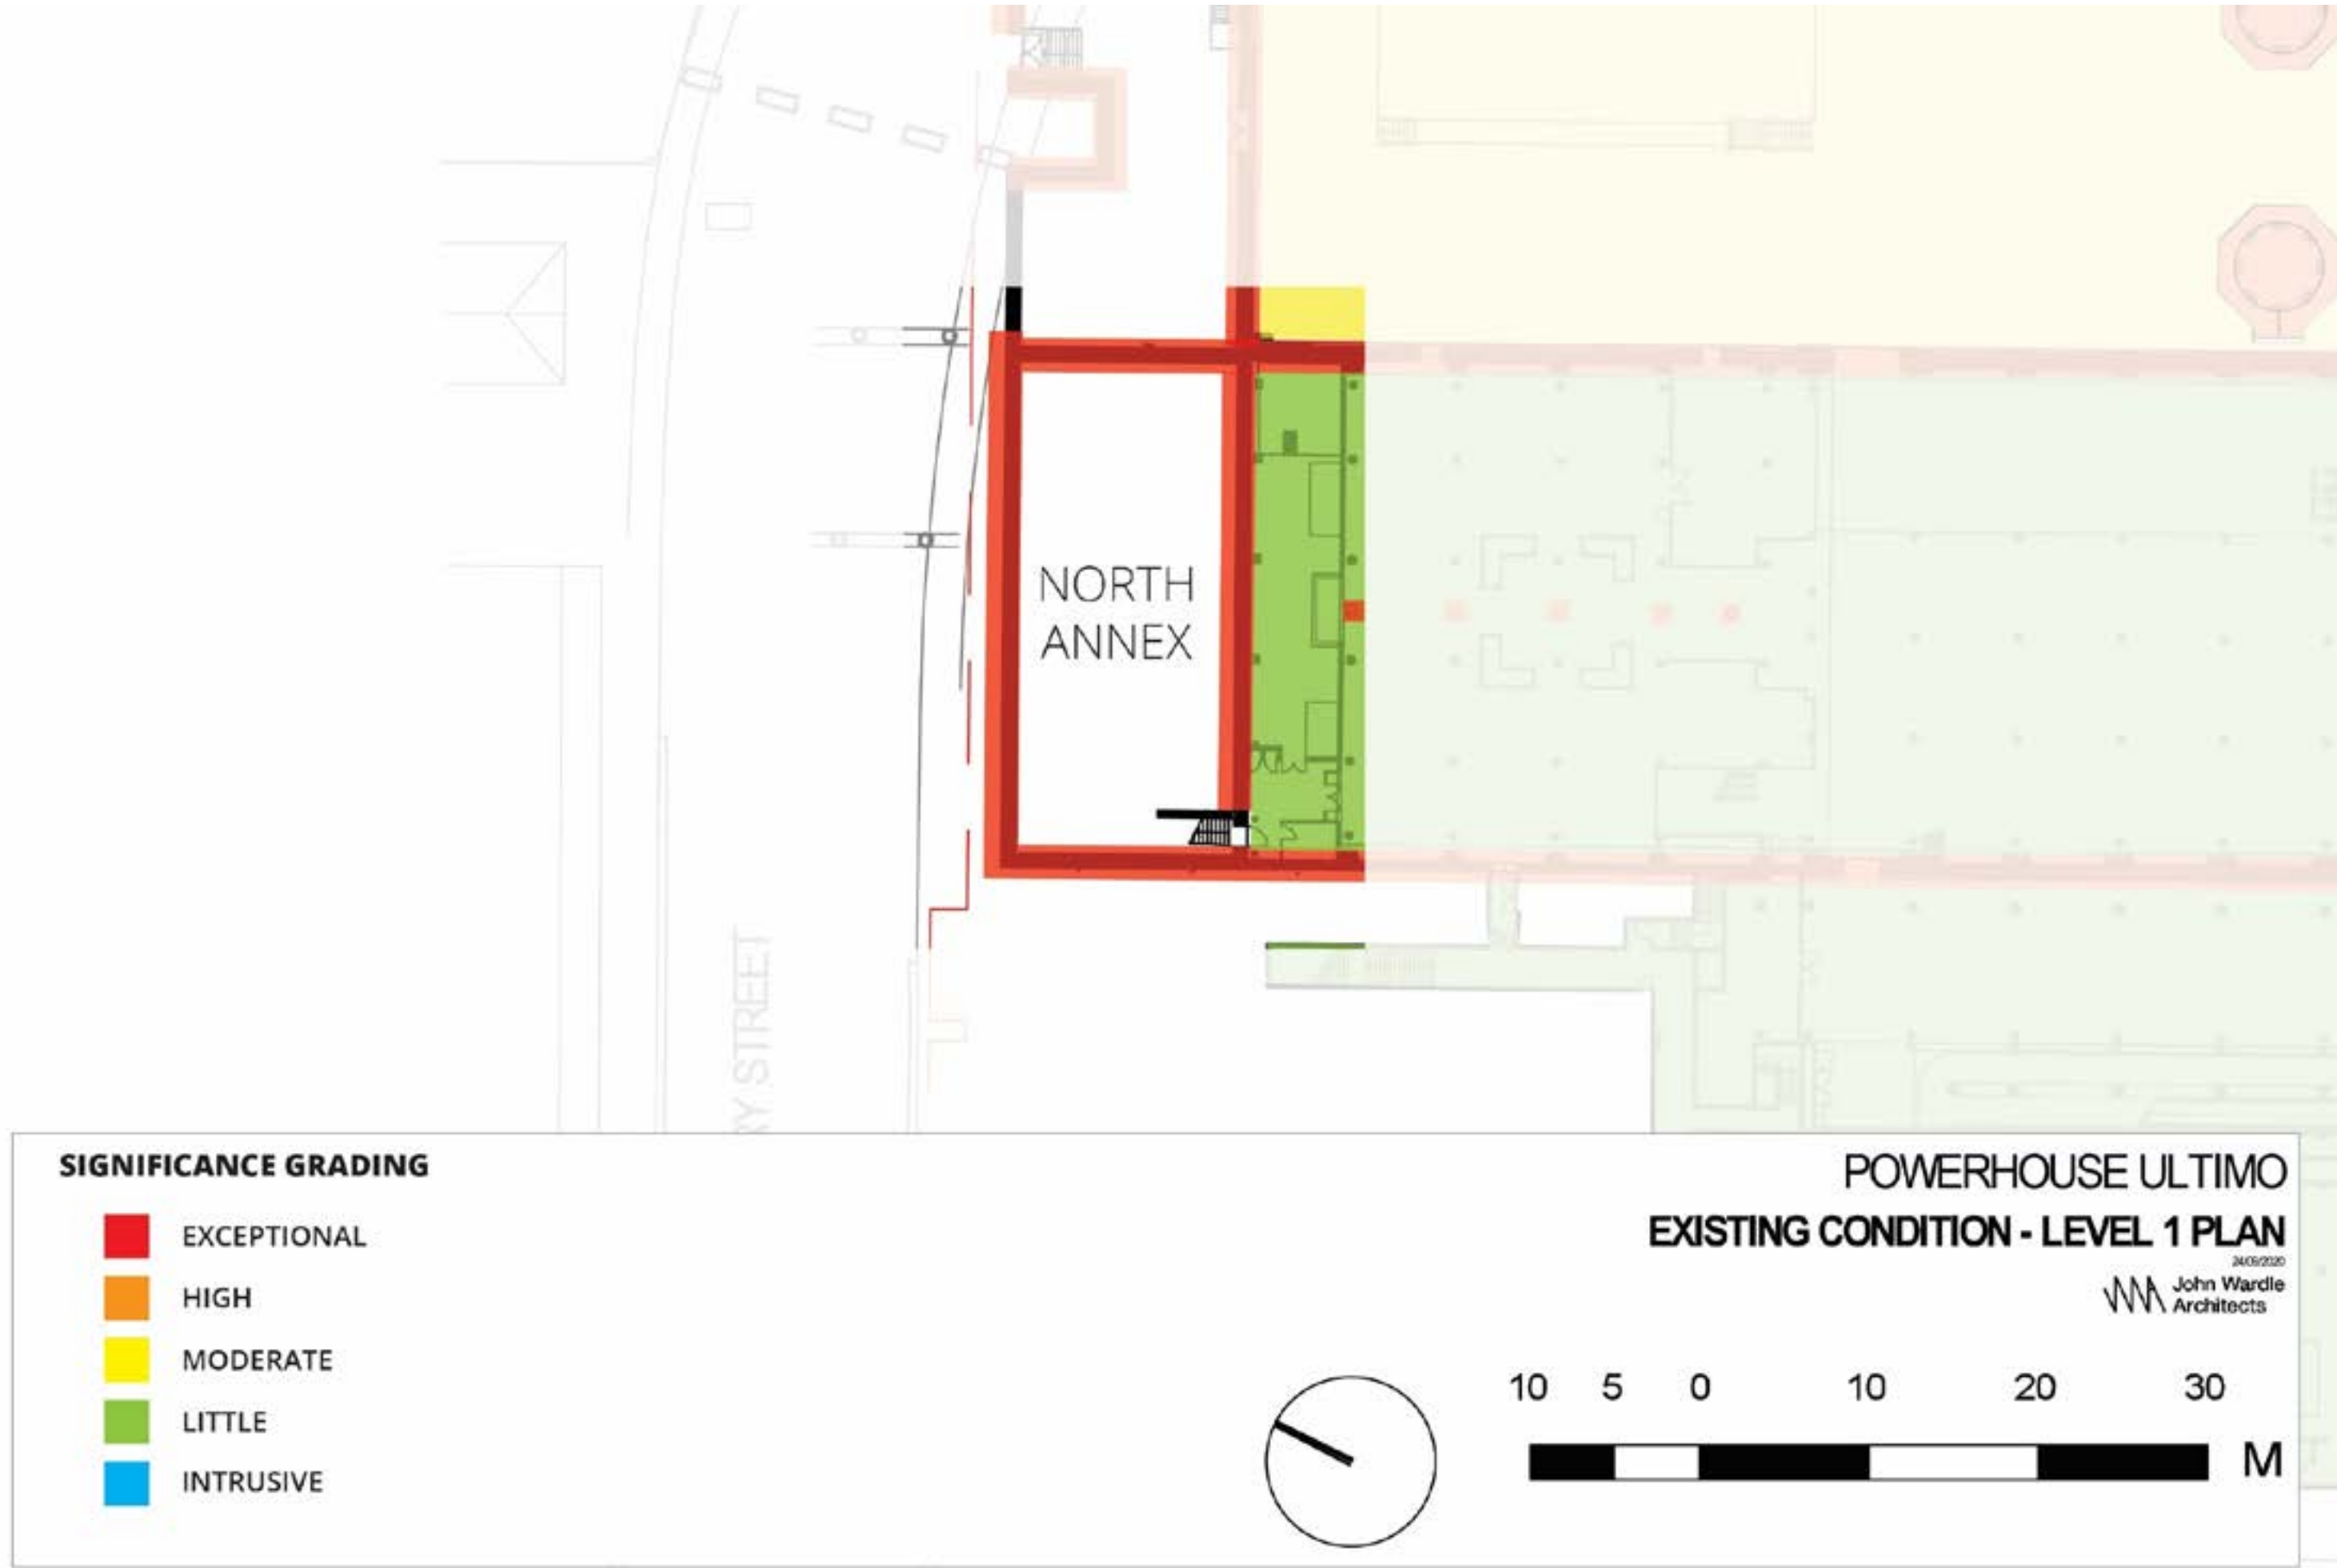 NORTH
ANNEX
RY STREET
SIGNIFICANCE GRADING
EXCEPTIONAL
HIGH
MODERATE
LITTLE
INTRUSIVE
POWERHOUSE ULTIMO
EXISTING CONDITION - LEVEL 1 PLAN
John Wardle
Architects
10 5 0 10 20 30
M